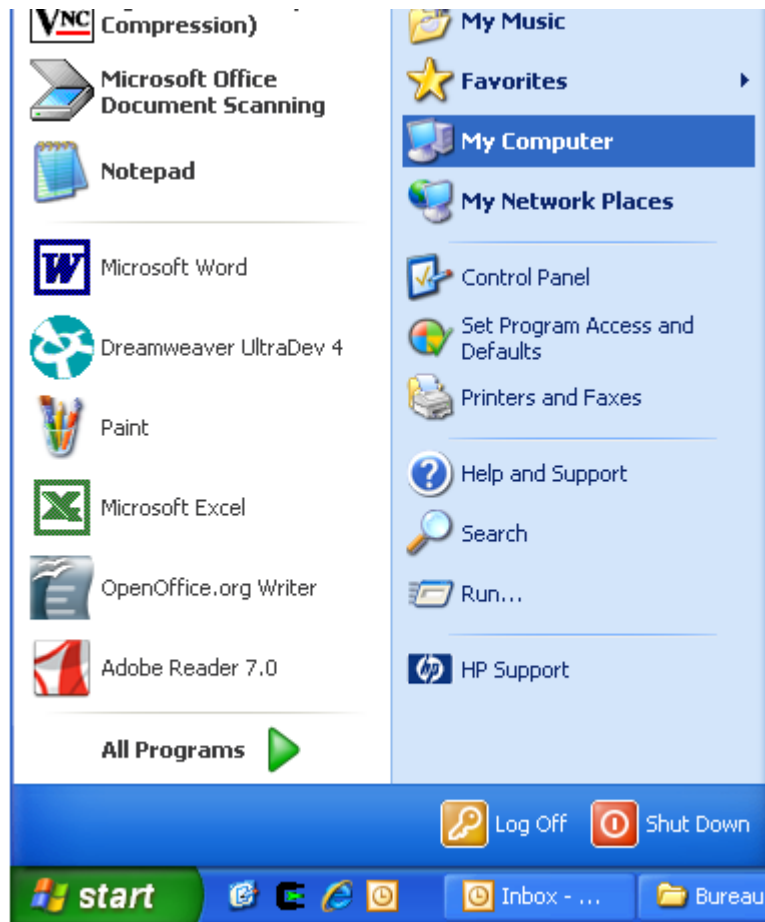 VNC Compression)
Microsoft Office
Document Scanning
Notepad
Microsoft Word
Dreamweaver UltraDev 4
Paint
Microsoft Excel
OpenOffice.org Writer
Adobe Reader 7.0
All Programs
My Music
Favorites
My Computer
My Network Places
Control Panel
Set Program Access and
Defaults
Printers and Faxes
Help and Support
Search
Run...
hp HP Support
Log Off
Shut Down
start
Inbox - ...
Bureau